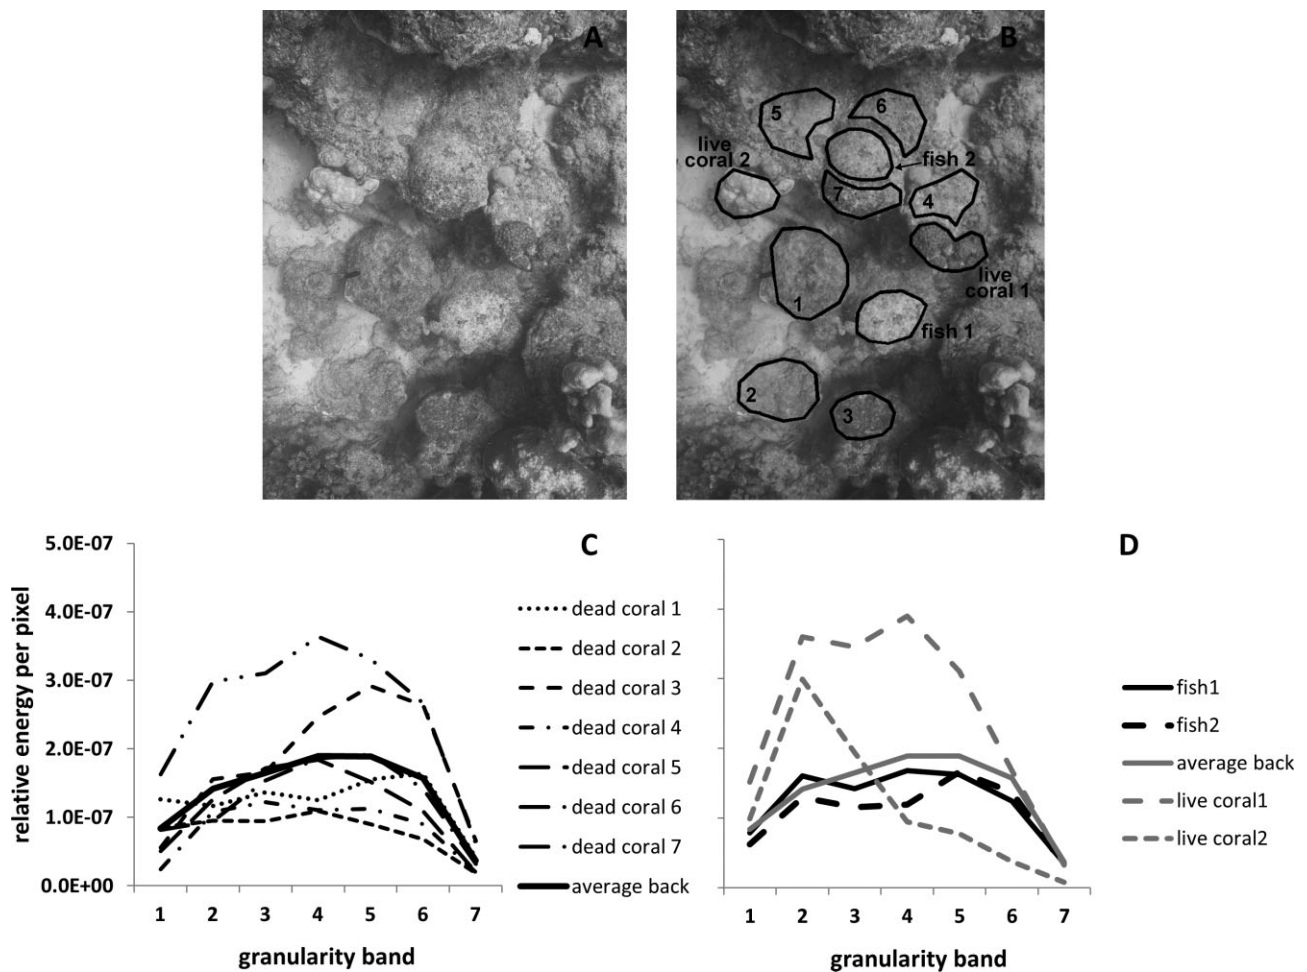 A
B
5
6
live
coral 2
fish 2
7
4
1
live
coral 1
fish 1
2
3
C
relative energy per pixel
5.0E-07
4.0E-07
3.0E-07
2.0E-07
1.0E-07
0.0E+00
1 2 3 4 5 6 7
granularity band
dead coral 1
dead coral 2
dead coral 3
dead coral 4
dead coral 5
dead coral 6
dead coral 7
average back
D
1 2 3 4 5 6 7
granularity band
fish1
fish2
average back
live coral1
live coral2